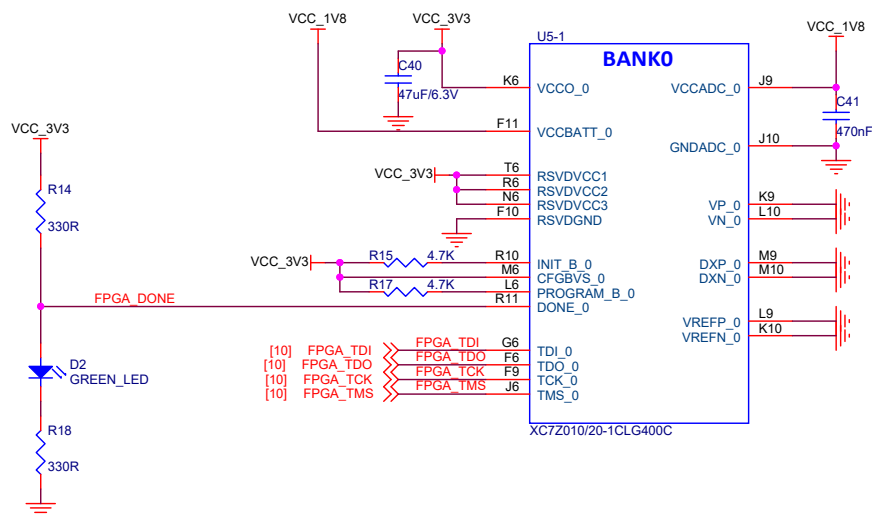 VCC_1V8
VCC_3V3
U5-1
VCC_1V8
BANK0
C40
47uF/6.3V
K6
VCCO_0
VCCADC_0
J9
C41
470nF
VCC_3V3
F11
VCCBATT_0
GNDADC_0
J10
VCC_3V3
T6
RSVDVCC1
R6
RSVDVCC2
N6
RSVDVCC3
F10
RSVDGND
R14
330R
VP_0
K9
VN_0
L10
VCC_3V3
R15
4.7K
R10
INIT_B_0
M6
CFGBVS_0
R17
4.7K
L6
PROGRAM_B_0
R11
DONE_0
DXP_0
M9
DXN_0
M10
FPGA_DONE
VREFP_0
L9
VREFN_0
K10
[10] FPGA_TDI
FPGA_TDI
G6
TDI_0
[10] FPGA_TDO
FPGA_TDO
F6
TDO_0
[10] FPGA_TCK
FPGA_TCK
F9
TCK_0
[10] FPGA_TMS
FPGA_TMS
J6
TMS_0
D2
GREEN_LED
XC7Z010/20-1CLG400C
R18
330R